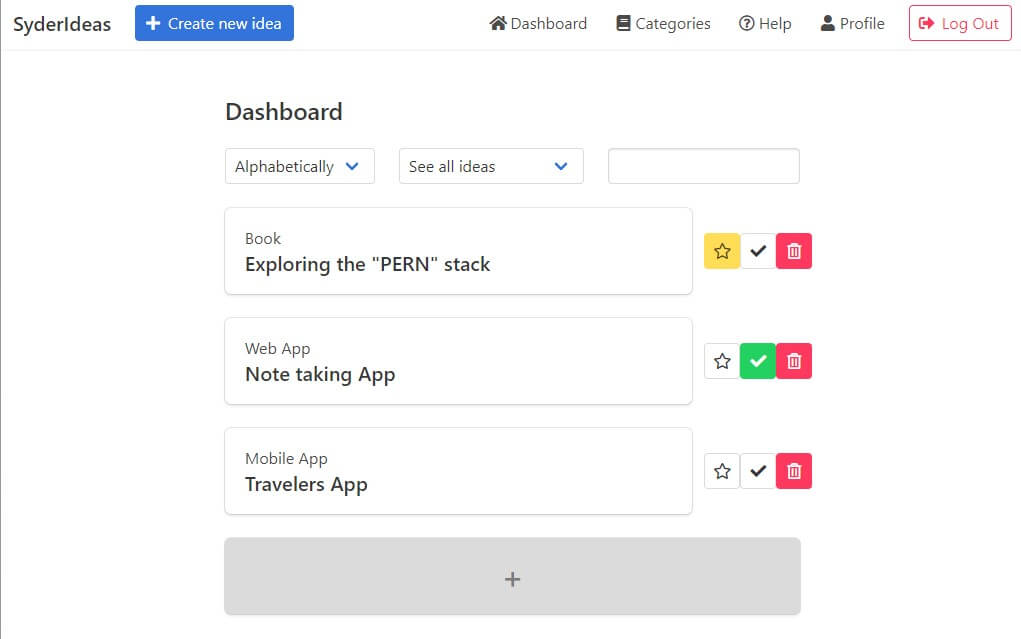 SyderIdeas Create new idea Dashboard Categories Help Profile Log Out
Dashboard
Alphabetically See all ideas
Book
Exploring the "PERN" stack
Web App
Note taking App
Mobile App
Travelers App